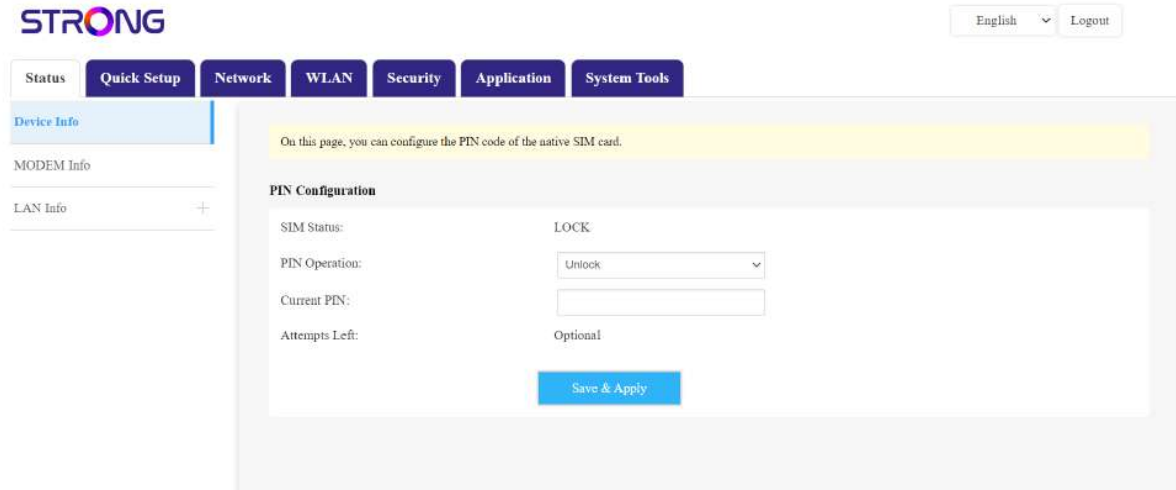 STRONG
English Logout
Status Quick Setup Network WLAN Security Application System Tools
Device Info
On this page, you can configure the PIN code of the native SIM card.
MODEM Info
LAN Info +
PIN Configuration
SIM Status: LOCK
PIN Operation: Unlock
Current PIN:
Attempts Left: Optional
Save & Apply